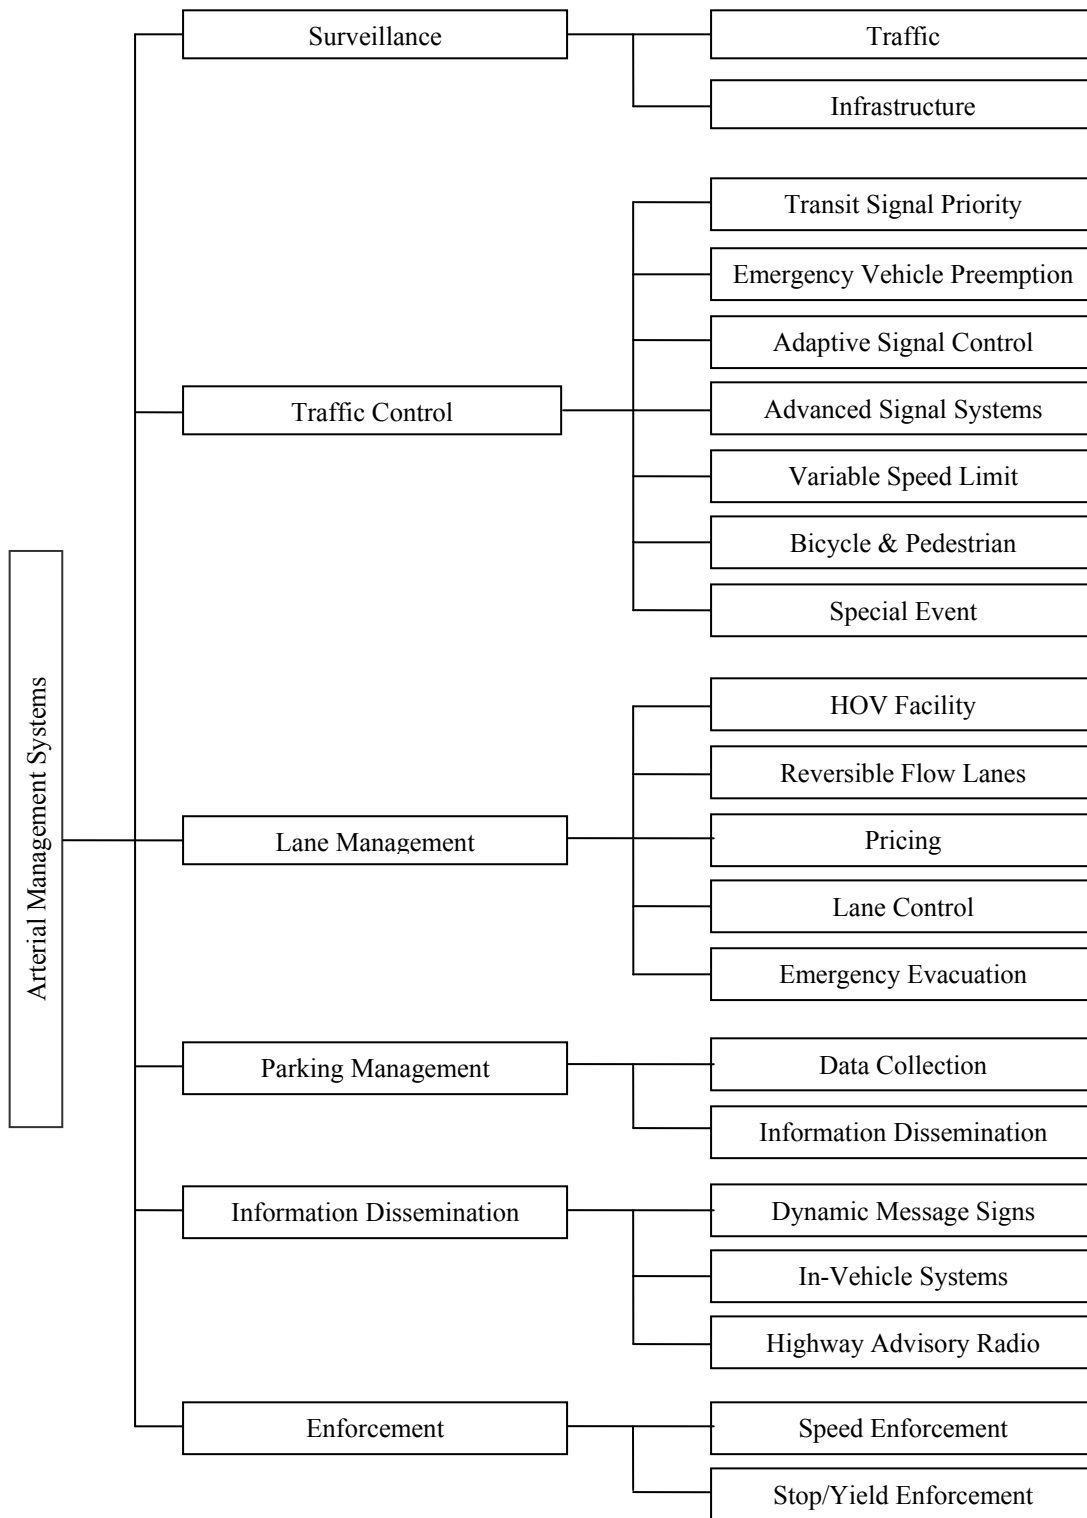 Surveillance
Traffic
Infrastructure
Transit Signal Priority
Emergency Vehicle Preemption
Adaptive Signal Control
Traffic Control
Advanced Signal Systems
Variable Speed Limit
Bicycle & Pedestrian
Special Event
Arterial Management Systems
HOV Facility
Reversible Flow Lanes
Lane Management
Pricing
Lane Control
Emergency Evacuation
Parking Management
Data Collection
Information Dissemination
Information Dissemination
Dynamic Message Signs
In-Vehicle Systems
Highway Advisory Radio
Enforcement
Speed Enforcement
Stop/Yield Enforcement